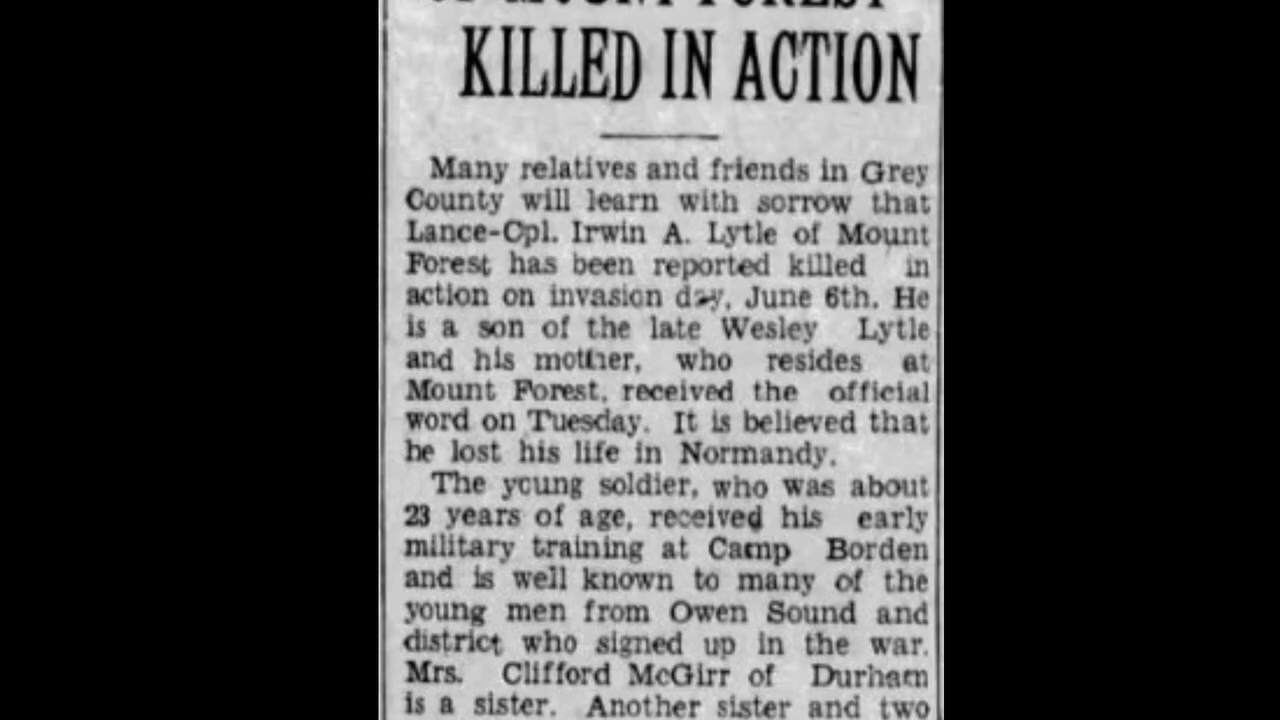 OF MOUNT FOREST
KILLED IN ACTION
Many relatives and friends in Grey
County will learn with sorrow that
Lance-Cpl. Irwin A. Lytle of Mount
Forest has been reported killed in
action on invasion day, June 6th. He
is a son of the late Wesley Lytle
and his mother, who resides at
Mount Forest, received the official
word on Tuesday. It is believed that
he lost his life in Normandy.
The young soldier, who was about
23 years of age, received his early
military training at Camp Borden
and is well known to many of the
young men from Owen Sound and
district who signed up in the war.
Mrs. Clifford McGirr of Durham
is a sister. Another sister and two